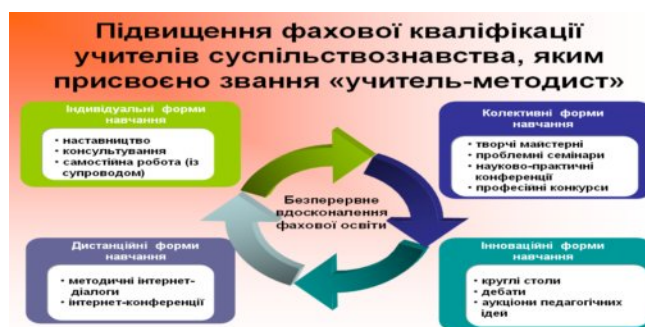 Підвищення фахової кваліфікації
учителів суспільствознавства, яким
присвоєно звання «учитель-методист»
Індивідуальні форми
навчання
• наставництво
• консультування
• самостійна робота (із
супроводом)
Колективні форми
навчання
• творчі майстерні
• проблемні семінари
• науково-практичні
конференції
• професійні конкурси
Безперервне
вдосконалення
фахової освіти
Дистанційні форми
навчання
• методичні інтернет-
діалоги
• інтернет-конференції
Інноваційні форми
навчання
• круглі столи
• дебати
• аукціони педагогічних
ідей